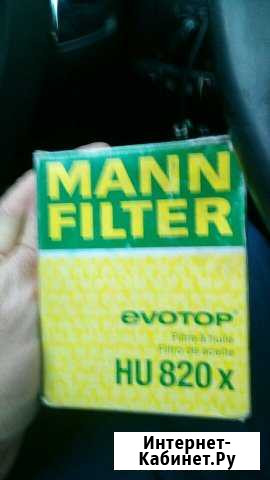 MANN
FILTER
evotop
Filtre à huile
Filtro de aceite
HU 820 x
Интернет-
Кабинет.Ру